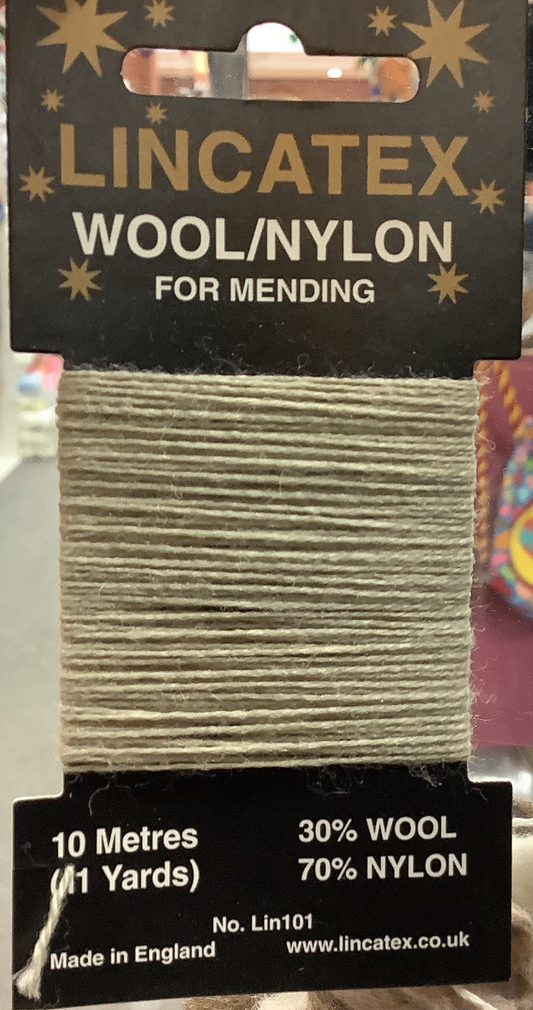 LINCATEX
WOOL/NYLON
FOR MENDING
10 Metres
(11 Yards)
30% WOOL
70% NYLON
No. Lin101
Made in England
www.lincatex.co.uk